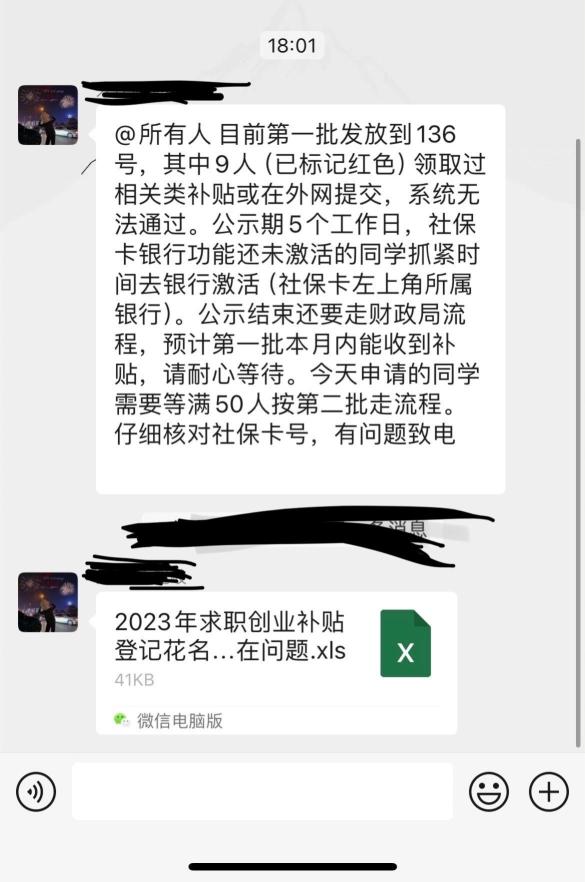 18:01
@所有人 目前第一批发放到136
号，其中9人（已标记红色）领取过
相关类补贴或在外网提交，系统无
法通过。公示期5个工作日，社保
卡银行功能还未激活的同学抓紧时
间去银行激活（社保卡左上角所属
银行）。公示结束还要走财政局流
程，预计第一批本月内能收到补
贴，请耐心等待。今天申请的同学
需要等满50人按第二批走流程。
仔细核对社保卡号，有问题致电
消息
2023年求职创业补贴
登记花名...在问题.xls
X
41KB
微信电脑版